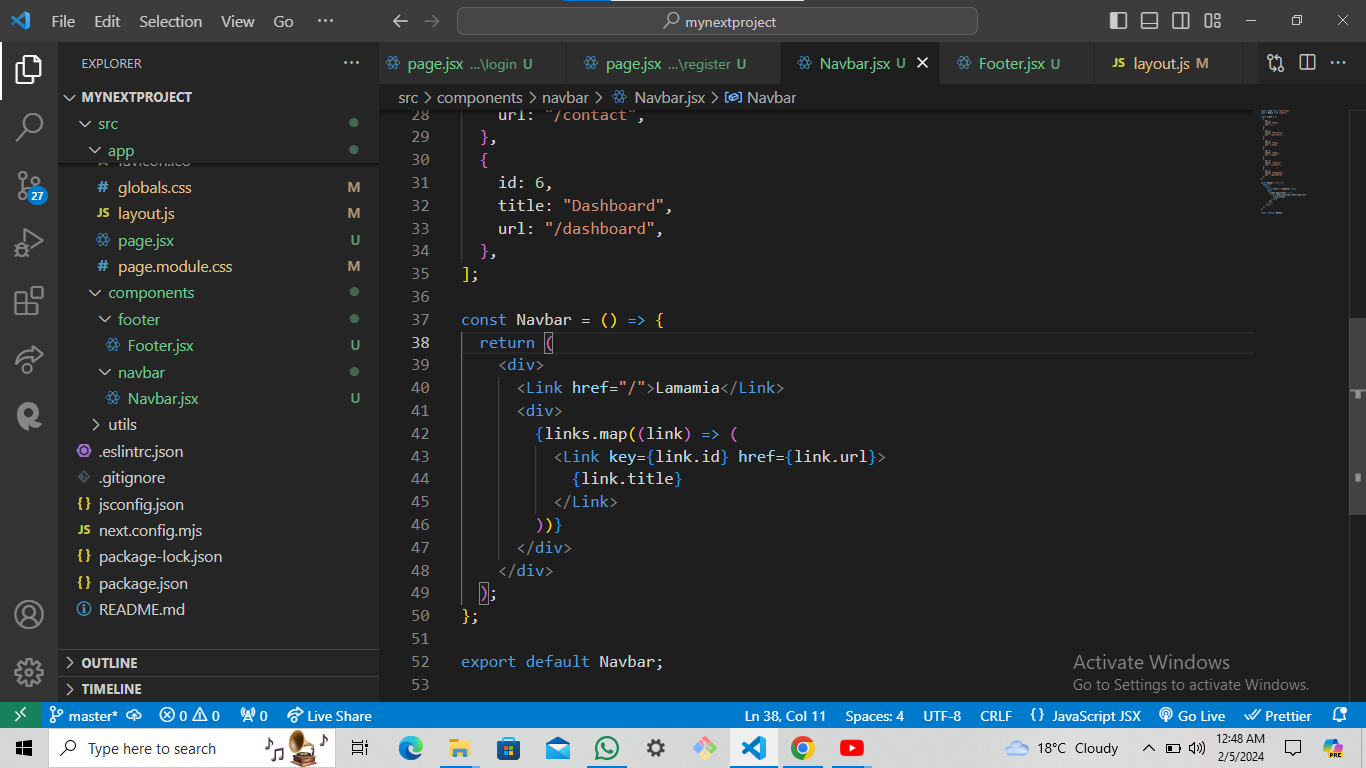 File Edit Selection View Go ···
mynextproject
EXPLORER ···
MYNEXTPROJECT
src
app
favicon.ico
globals.css M
JS layout.js M
page.jsx U
page.module.css M
components
footer
Footer.jsx U
navbar
Navbar.jsx U
utils
.eslintrc.json
.gitignore
jsconfig.json
JS next.config.mjs
package-lock.json
package.json
README.md
OUTLINE
TIMELINE
27
page.jsx ...\login U
page.jsx ...\register U
Navbar.jsx U
Footer.jsx U
JS layout.js M
src > components > navbar > Navbar.jsx > Navbar
28 url: "/contact",
29 },
30 {
31 id: 6,
32 title: "Dashboard",
33 url: "/dashboard",
34 },
35 ];
36
37 const Navbar = () => {
38 return (
39 <div>
40 <Link href="/">Lamamia</Link>
41 <div>
42 {links.map((link) => (
43 <Link key={link.id} href={link.url}>
44 {link.title}
45 </Link>
46 ))}
47 </div>
48 </div>
49 );
50 };
51
52 export default Navbar;
53
Activate Windows
Go to Settings to activate Windows.
master* 0 0 0 Live Share
Ln 38, Col 11 Spaces: 4 UTF-8 CRLF {} JavaScript JSX Go Live Prettier
Type here to search
18°C Cloudy
12:48 AM
2/5/2024
PRE